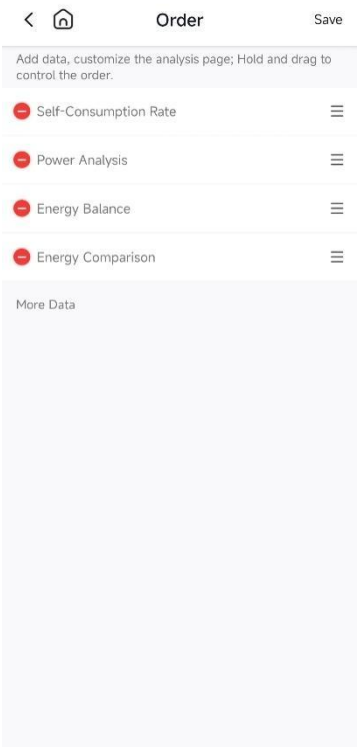 Order
Save
Add data, customize the analysis page; Hold and drag to
control the order.
Self-Consumption Rate
Power Analysis
Energy Balance
Energy Comparison
More Data